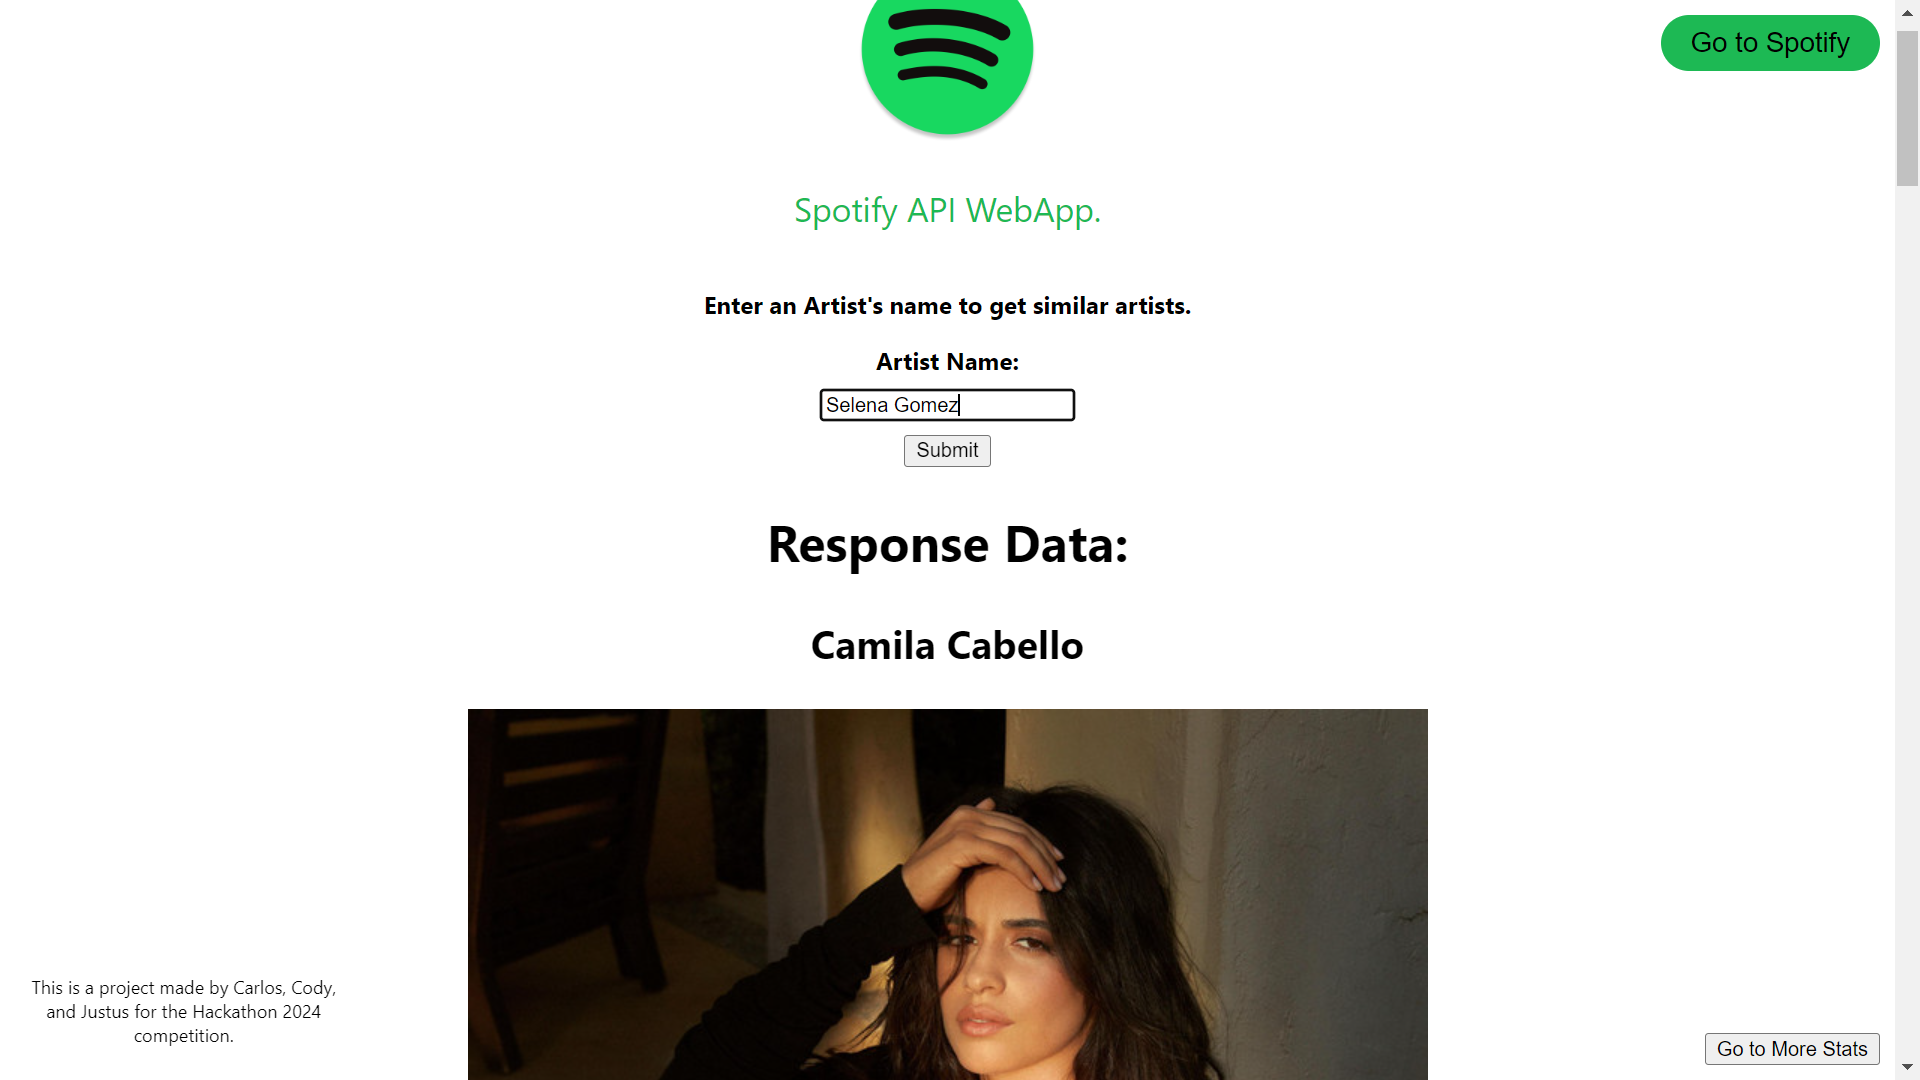 Go to Spotify
Spotify API WebApp.
Enter an Artist's name to get similar artists.
Artist Name:
Selena Gomez
Submit
Response Data:
Camila Cabello
This is a project made by Carlos, Cody,
and Justus for the Hackathon 2024
competition.
Go to More Stats